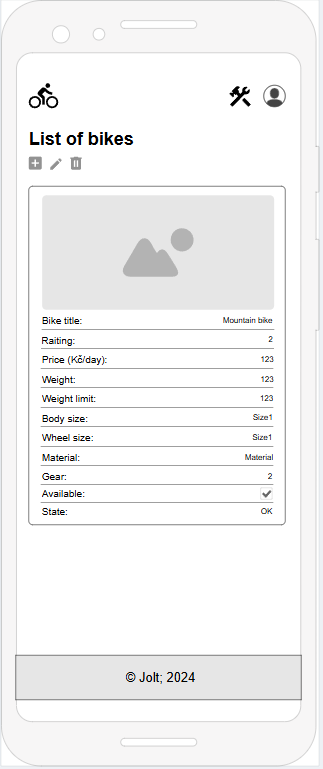 List of bikes
Bike title: Mountain bike
Raiting: 2
Price (Kč/day): 123
Weight: 123
Weight limit: 123
Body size: Size1
Wheel size: Size1
Material: Material
Gear: 2
Available:
State: OK
© Jolt; 2024